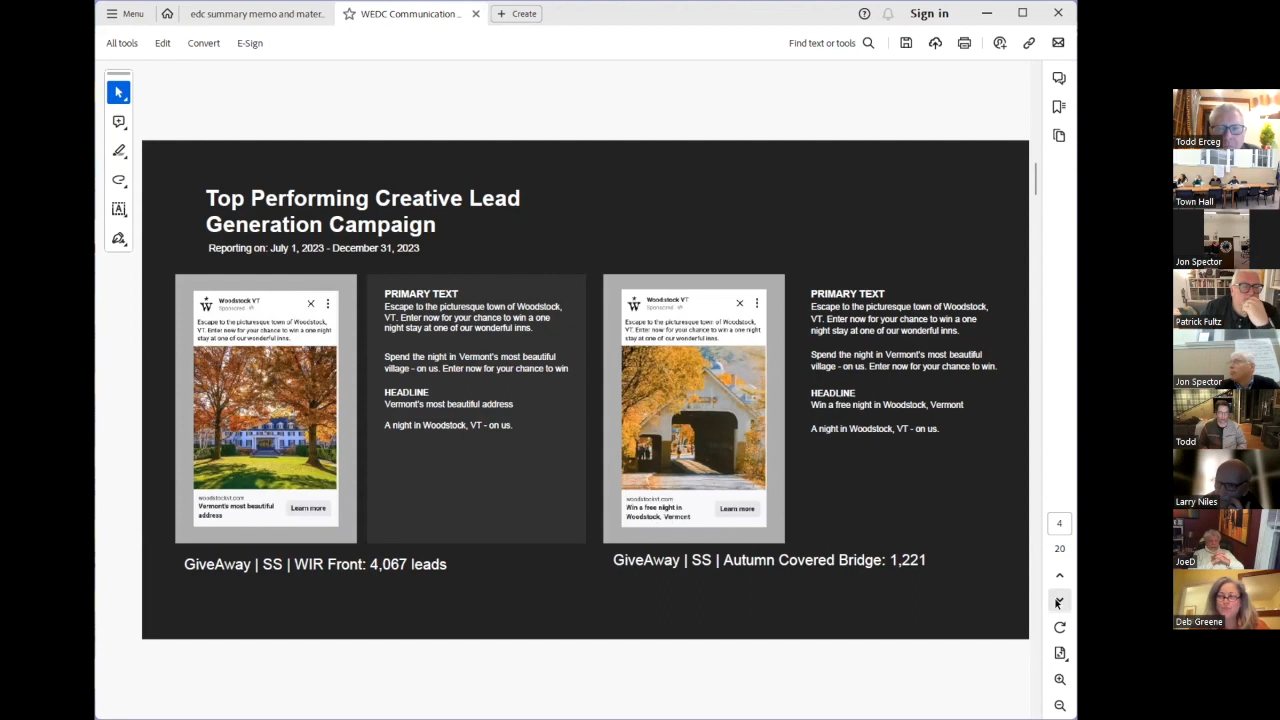 Menu
edc summary memo and mater...
WEDC Communication ...
Create
Sign in
All tools
Edit
Convert
E-Sign
Find text or tools
Top Performing Creative Lead
Generation Campaign
Reporting on: July 1, 2023 - December 31, 2023
Woodstock VT
Sponsored
Escape to the picturesque town of Woodstock,
VT. Enter now for your chance to win a one night
stay at one of our wonderful inns.
woodstockvt.com
Vermont's most beautiful
address
Learn more
PRIMARY TEXT
Escape to the picturesque town of Woodstock,
VT. Enter now for your chance to win a one
night stay at one of our wonderful inns.
Spend the night in Vermont's most beautiful
village - on us. Enter now for your chance to win
HEADLINE
Vermont's most beautiful address
A night in Woodstock, VT - on us.
GiveAway | SS | WIR Front: 4,067 leads
Woodstock VT
Sponsored
Escape to the picturesque town of Woodstock,
VT. Enter now for your chance to win a one night
stay at one of our wonderful inns.
woodstockvt.com
Win a free night in
Woodstock, Vermont
Learn more
PRIMARY TEXT
Escape to the picturesque town of Woodstock,
VT. Enter now for your chance to win a one
night stay at one of our wonderful inns.
Spend the night in Vermont's most beautiful
village - on us. Enter now for your chance to win.
HEADLINE
Win a free night in Woodstock, Vermont
A night in Woodstock, VT - on us.
GiveAway | SS | Autumn Covered Bridge: 1,221
4
20
Todd Erceg
Town Hall
Jon Spector
Patrick Fultz
Jon Spector
Todd
Larry Niles
JoeD
Deb Greene